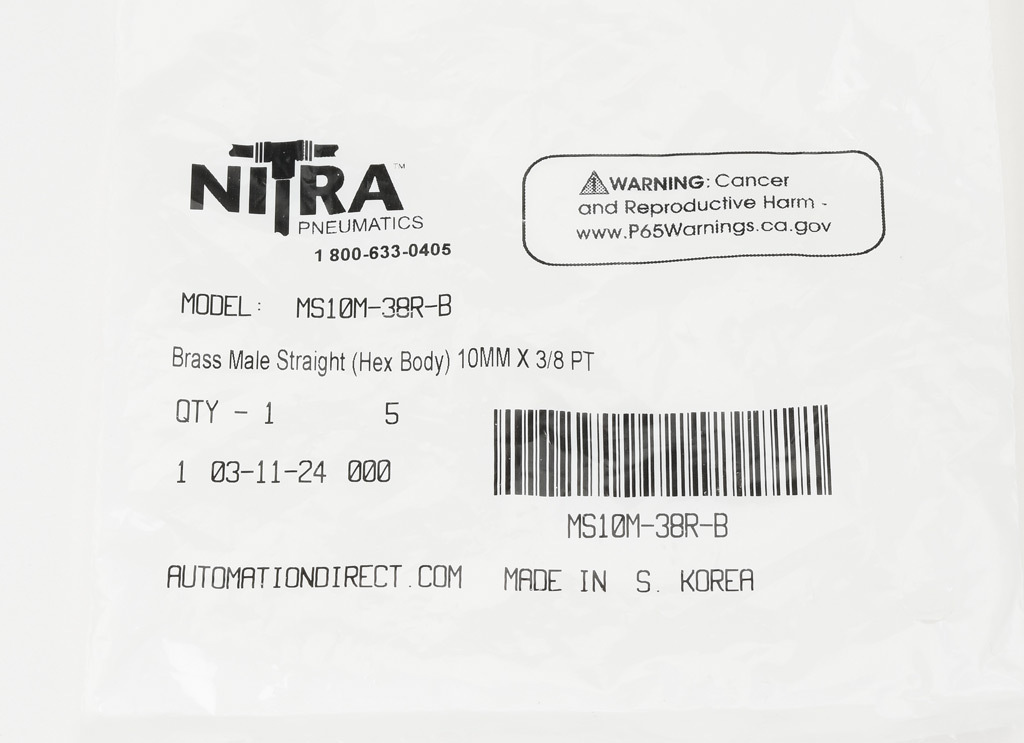 NITRA™
PNEUMATICS
1 800-633-0405
WARNING: Cancer
and Reproductive Harm -
www.P65Warnings.ca.gov
MODEL: MS10M-38R-B
Brass Male Straight (Hex Body) 10MM X 3/8 PT
QTY - 1 5
1 03-11-24 000
MS10M-38R-B
AUTOMATIONDIRECT.COM MADE IN S. KOREA